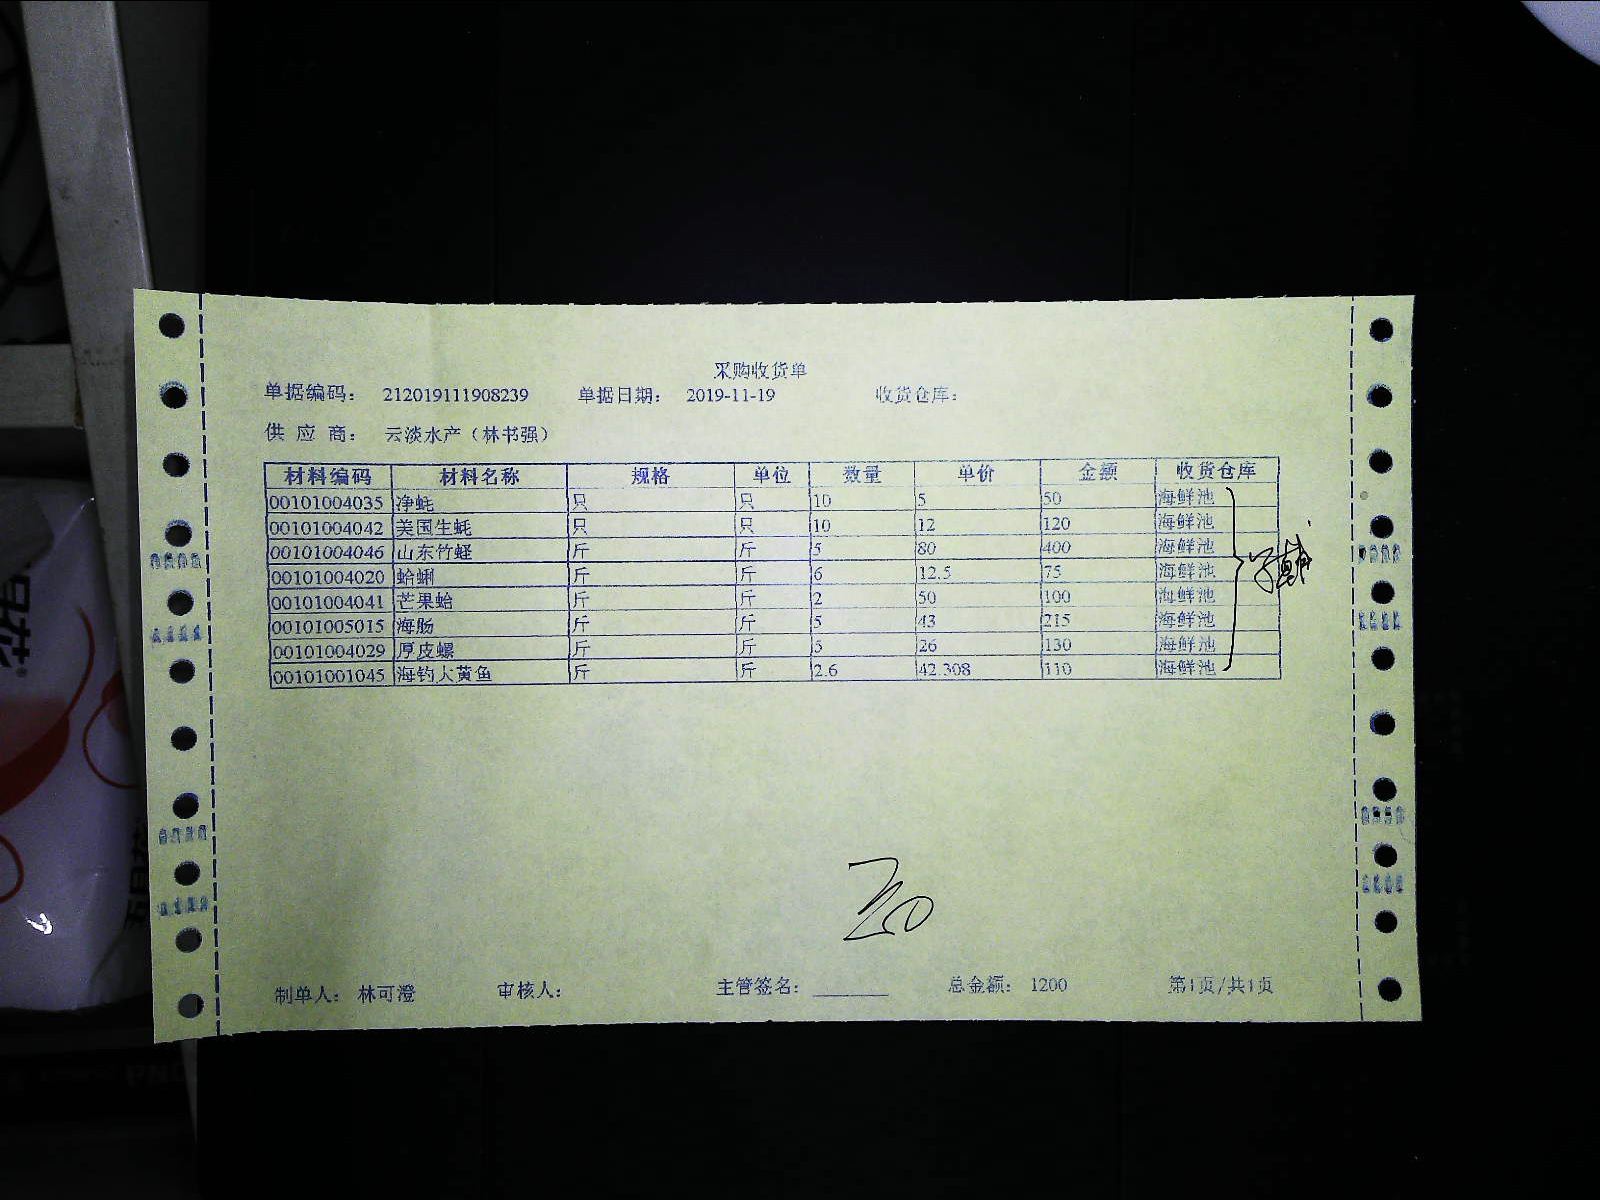 采购收货单
单据编码： 212019111908239 单据日期： 2019-11-19 收货仓库：
供 应 商： 云淡水产（林书强）
材料编码 材料名称 规格 单位 数量 单价 金额 收货仓库
00101004035 净蚝 只 只 10 5 50 海鲜池
00101004042 美国生蚝 只 只 10 12 120 海鲜池
00101004046 山东竹蛏 斤 斤 5 80 400 海鲜池
00101004020 蛤蜊 斤 斤 6 12.5 75 海鲜池
00101004041 芒果蛤 斤 斤 2 50 100 海鲜池
00101005015 海肠 斤 斤 5 43 215 海鲜池
00101004029 厚皮螺 斤 斤 5 26 130 海鲜池
00101001045 海钓大黄鱼 斤 斤 2.6 42.308 110 海鲜池
制单人： 林可澄 审核人： 主管签名： 总金额： 1200 第1页/共1页